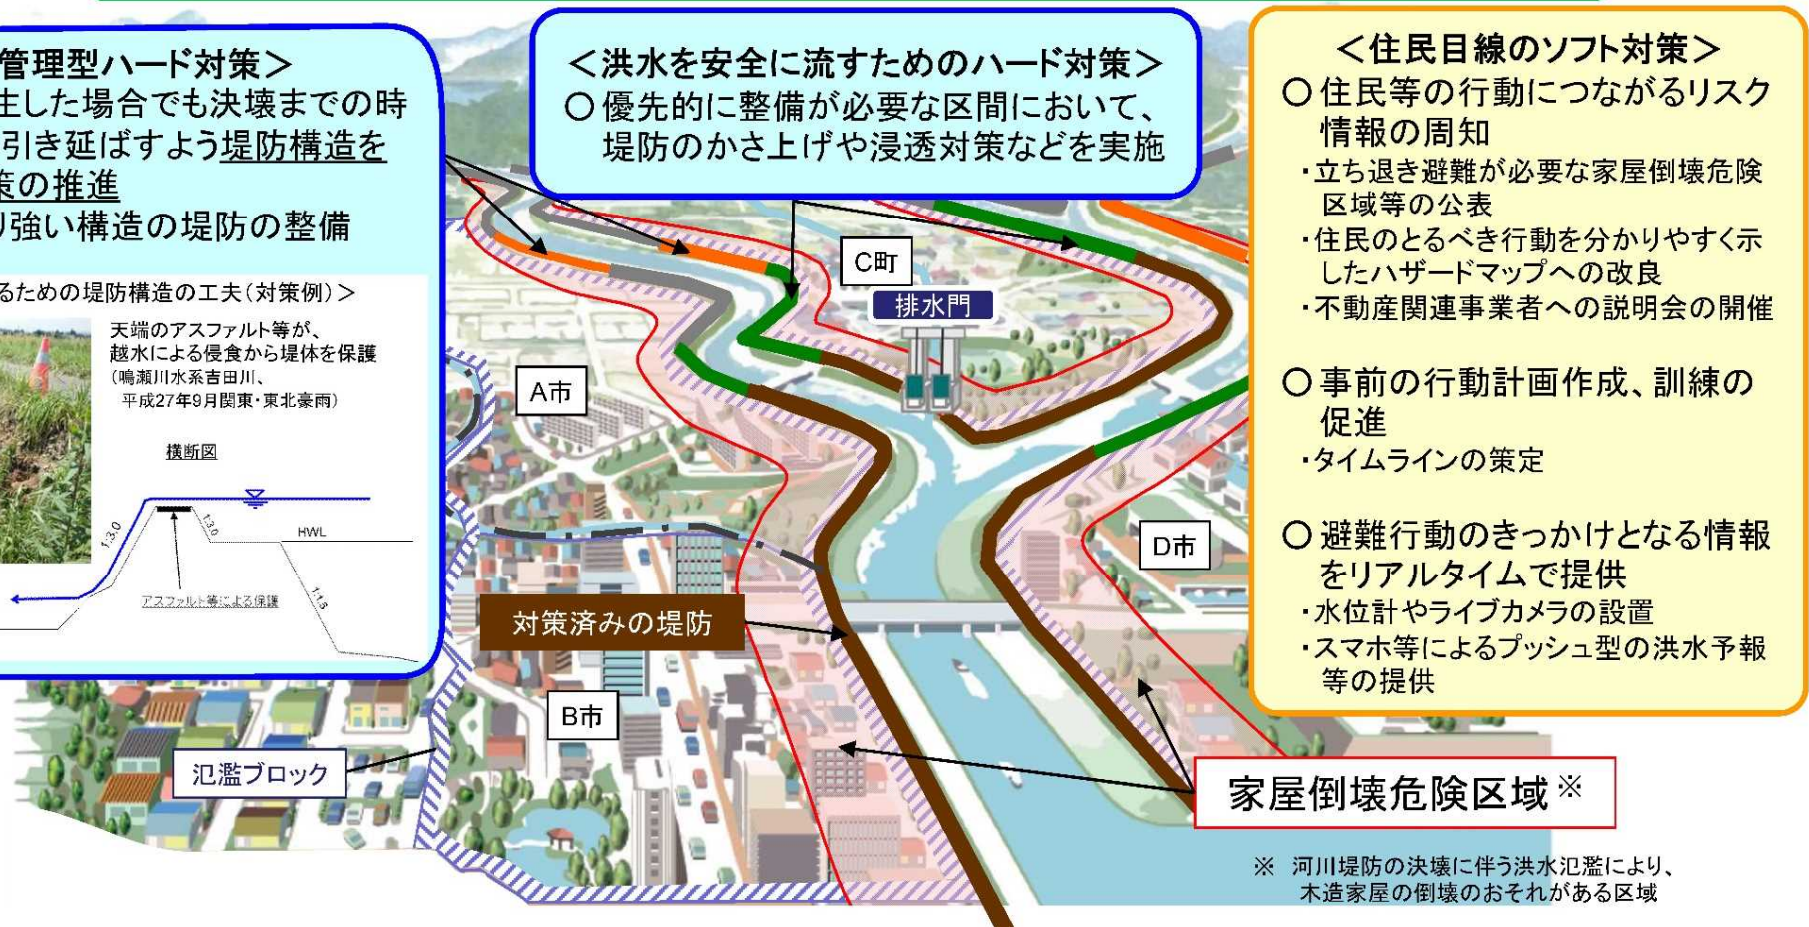 管理型ハード対策＞
生した場合でも決壊までの時
引き延ばすよう堤防構造を
策の推進
り強い構造の堤防の整備
るための堤防構造の工夫（対策例）＞
天端のアスファルト等が、
越水による侵食から堤体を保護
（鳴瀬川水系吉田川、
平成27年9月関東・東北豪雨）
横断図
1:3.0
1:3.0
HWL
1:1.5
アスファルト等による保護
＜洪水を安全に流すためのハード対策＞
○優先的に整備が必要な区間において、
堤防のかさ上げや浸透対策などを実施
＜住民目線のソフト対策＞
○住民等の行動につながるリスク
情報の周知
・立ち退き避難が必要な家屋倒壊危険
区域等の公表
・住民のとるべき行動を分かりやすく示
したハザードマップへの改良
・不動産関連事業者への説明会の開催
○事前の行動計画作成、訓練の
促進
・タイムラインの策定
○避難行動のきっかけとなる情報
をリアルタイムで提供
・水位計やライブカメラの設置
・スマホ等によるプッシュ型の洪水予報
等の提供
C町
排水門
A市
D市
対策済みの堤防
B市
氾濫ブロック
家屋倒壊危険区域※
※ 河川堤防の決壊に伴う洪水氾濫により、
木造家屋の倒壊のおそれがある区域